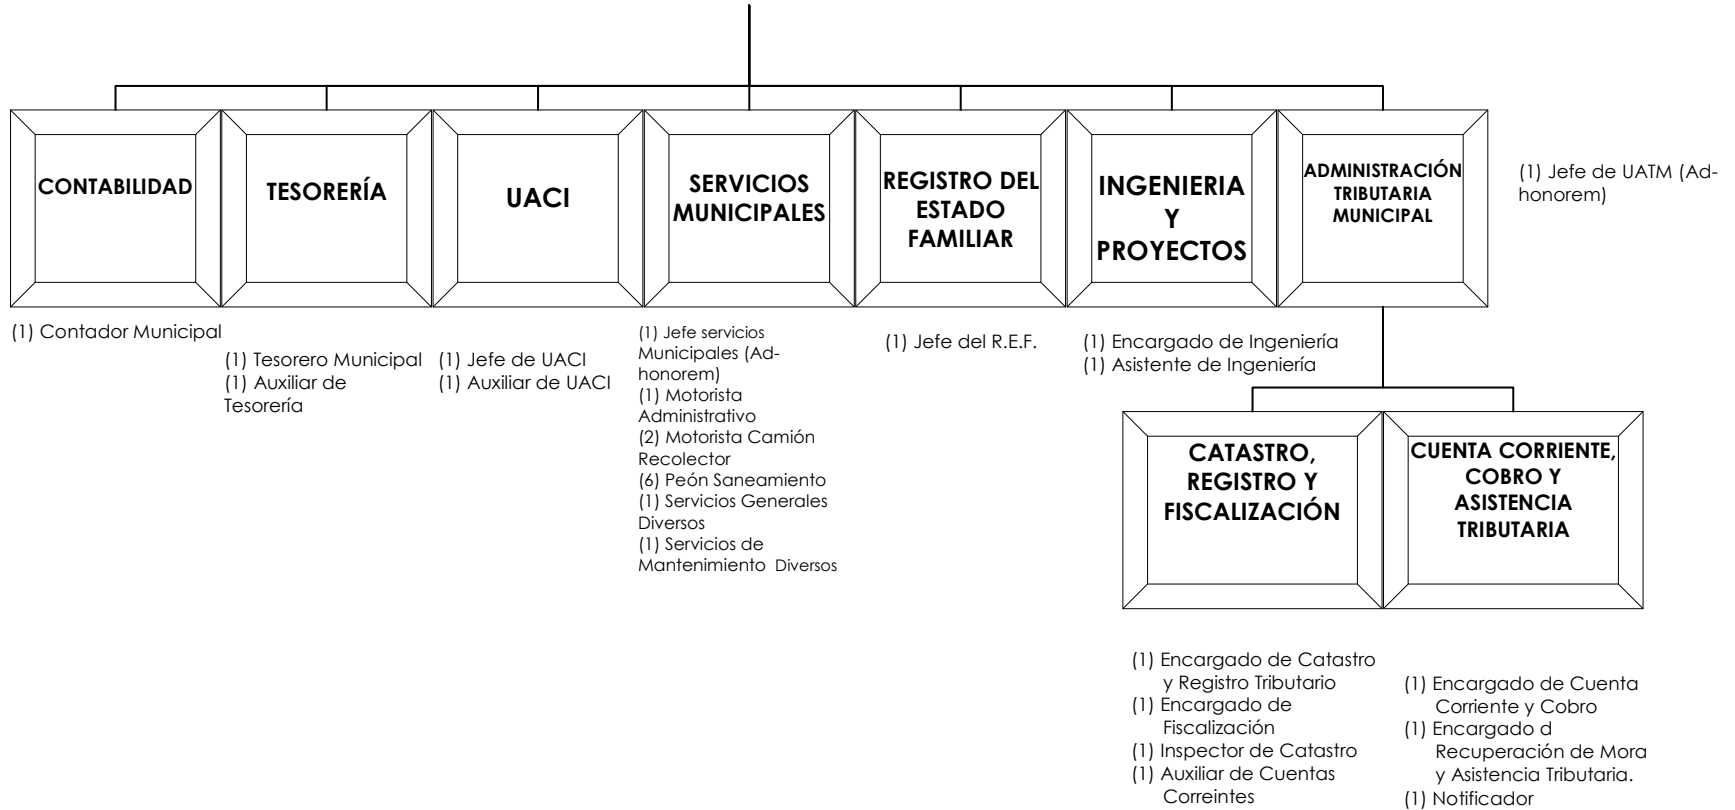 CONTABILIDAD
TESORERÍA
UACI
SERVICIOS
MUNICIPALES
REGISTRO DEL
ESTADO
FAMILIAR
INGENIERIA
Y
PROYECTOS
ADMINISTRACIÓN
TRIBUTARIA
MUNICIPAL
(1) Jefe de UATM (Ad-
honorem)
(1) Contador Municipal
(1) Tesorero Municipal
(1) Auxiliar de
Tesorería
(1) Jefe de UACI
(1) Auxiliar de UACI
(1) Jefe servicios
Municipales (Ad-
honorem)
(1) Motorista
Administrativo
(2) Motorista Camión
Recolector
(6) Peón Saneamiento
(1) Servicios Generales
Diversos
(1) Servicios de
Mantenimiento Diversos
(1) Jefe del R.E.F.
(1) Encargado de Ingeniería
(1) Asistente de Ingeniería
CATASTRO,
REGISTRO Y
FISCALIZACIÓN
CUENTA CORRIENTE,
COBRO Y
ASISTENCIA
TRIBUTARIA
(1) Encargado de Catastro
y Registro Tributario
(1) Encargado de
Fiscalización
(1) Inspector de Catastro
(1) Auxiliar de Cuentas
Correintes
(1) Encargado de Cuenta
Corriente y Cobro
(1) Encargado d
Recuperación de Mora
y Asistencia Tributaria.
(1) Notificador